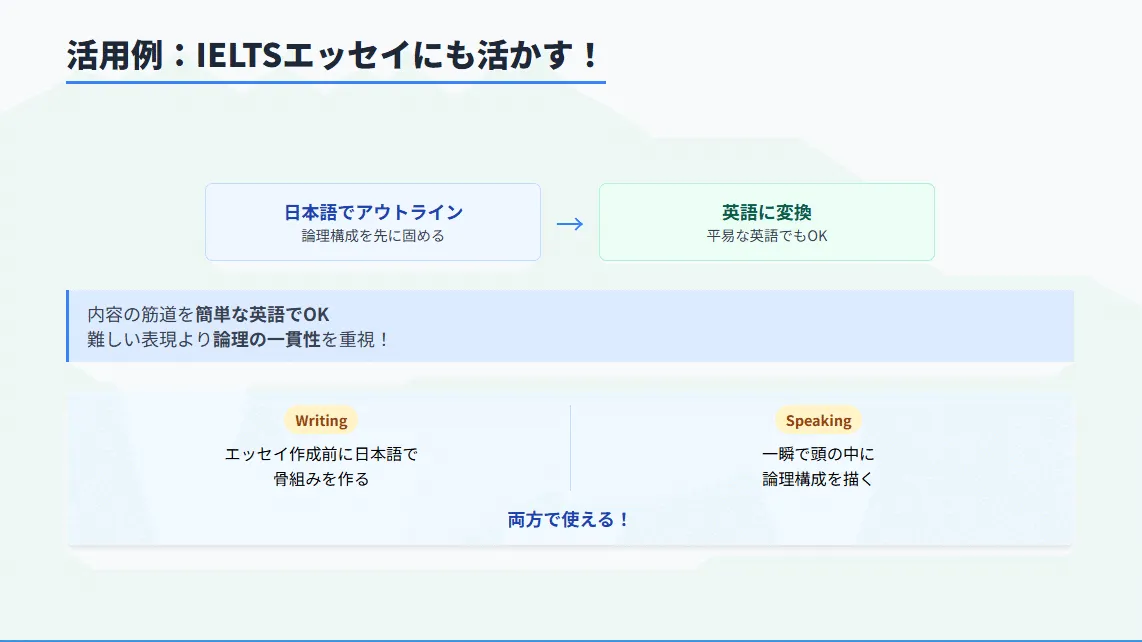 活用例：IELTSエッセイにも活かす！
日本語でアウトライン
論理構成を先に固める
→
英語に変換
平易な英語でもOK
内容の筋道を簡単な英語でOK
難しい表現より論理の一貫性を重視！
Writing
エッセイ作成前に日本語で
骨組みを作る
Speaking
一瞬で頭の中に
論理構成を描く
両方で使える！